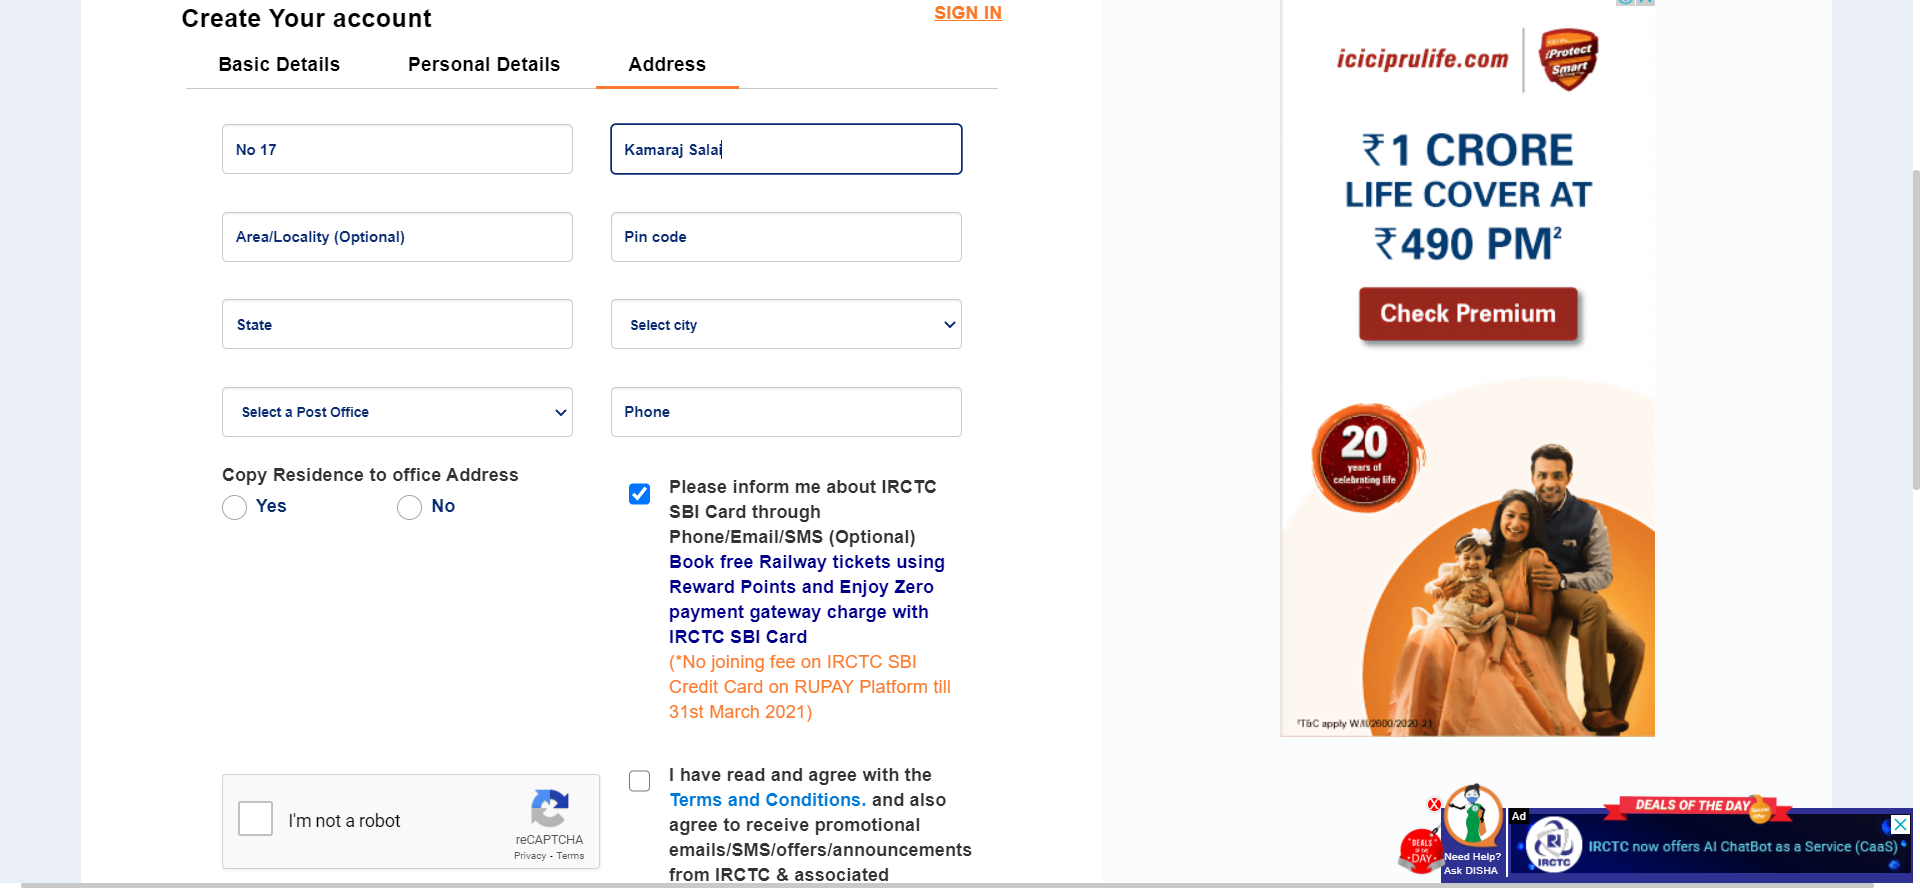 Create Your account
SIGN IN
Basic Details
Personal Details
Address
No 17
Kamaraj Salai
Area/Locality (Optional)
Pin code
State
Select city
Select a Post Office
Phone
Copy Residence to office Address
Yes
No
Please inform me about IRCTC
SBI Card through
Phone/Email/SMS (Optional)
Book free Railway tickets using
Reward Points and Enjoy Zero
payment gateway charge with
IRCTC SBI Card
(*No joining fee on IRCTC SBI
Credit Card on RUPAY Platform till
31st March 2021)
I'm not a robot
reCAPTCHA
Privacy - Terms
I have read and agree with the
Terms and Conditions. and also
agree to receive promotional
emails/SMS/offers/announcements
from IRCTC & associated
iciciprulife.com
iProtect
Smart
₹1 CRORE
LIFE COVER AT
₹490 PM²
Check Premium
20
years of
celebrating life
T&C apply W/II/2600/2020-21
X
DEALS
OF THE
DAY
Need Help?
Ask DISHA
Ad
DEALS OF THE DAY
Special
offer
IRCTC
IRCTC now offers AI ChatBot as a Service (CaaS)